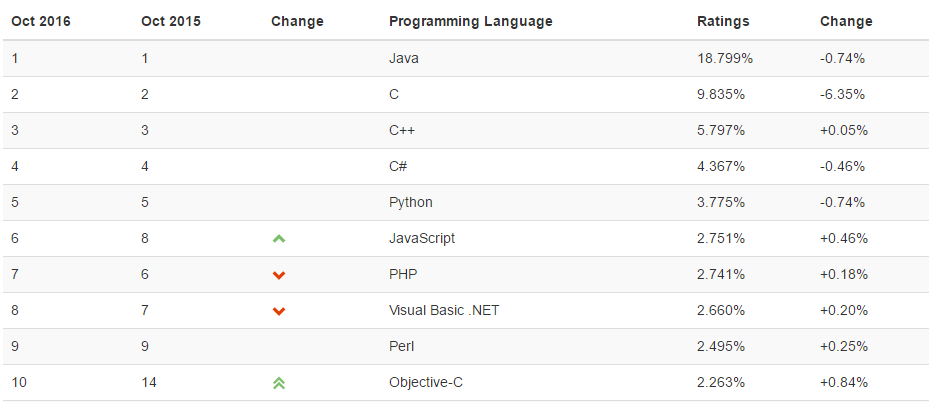 Oct 2016 Oct 2015 Change Programming Language Ratings Change
1 1 Java 18.799% -0.74%
2 2 C 9.835% -6.35%
3 3 C++ 5.797% +0.05%
4 4 C# 4.367% -0.46%
5 5 Python 3.775% -0.74%
6 8 JavaScript 2.751% +0.46%
7 6 PHP 2.741% +0.18%
8 7 Visual Basic .NET 2.660% +0.20%
9 9 Perl 2.495% +0.25%
10 14 Objective-C 2.263% +0.84%